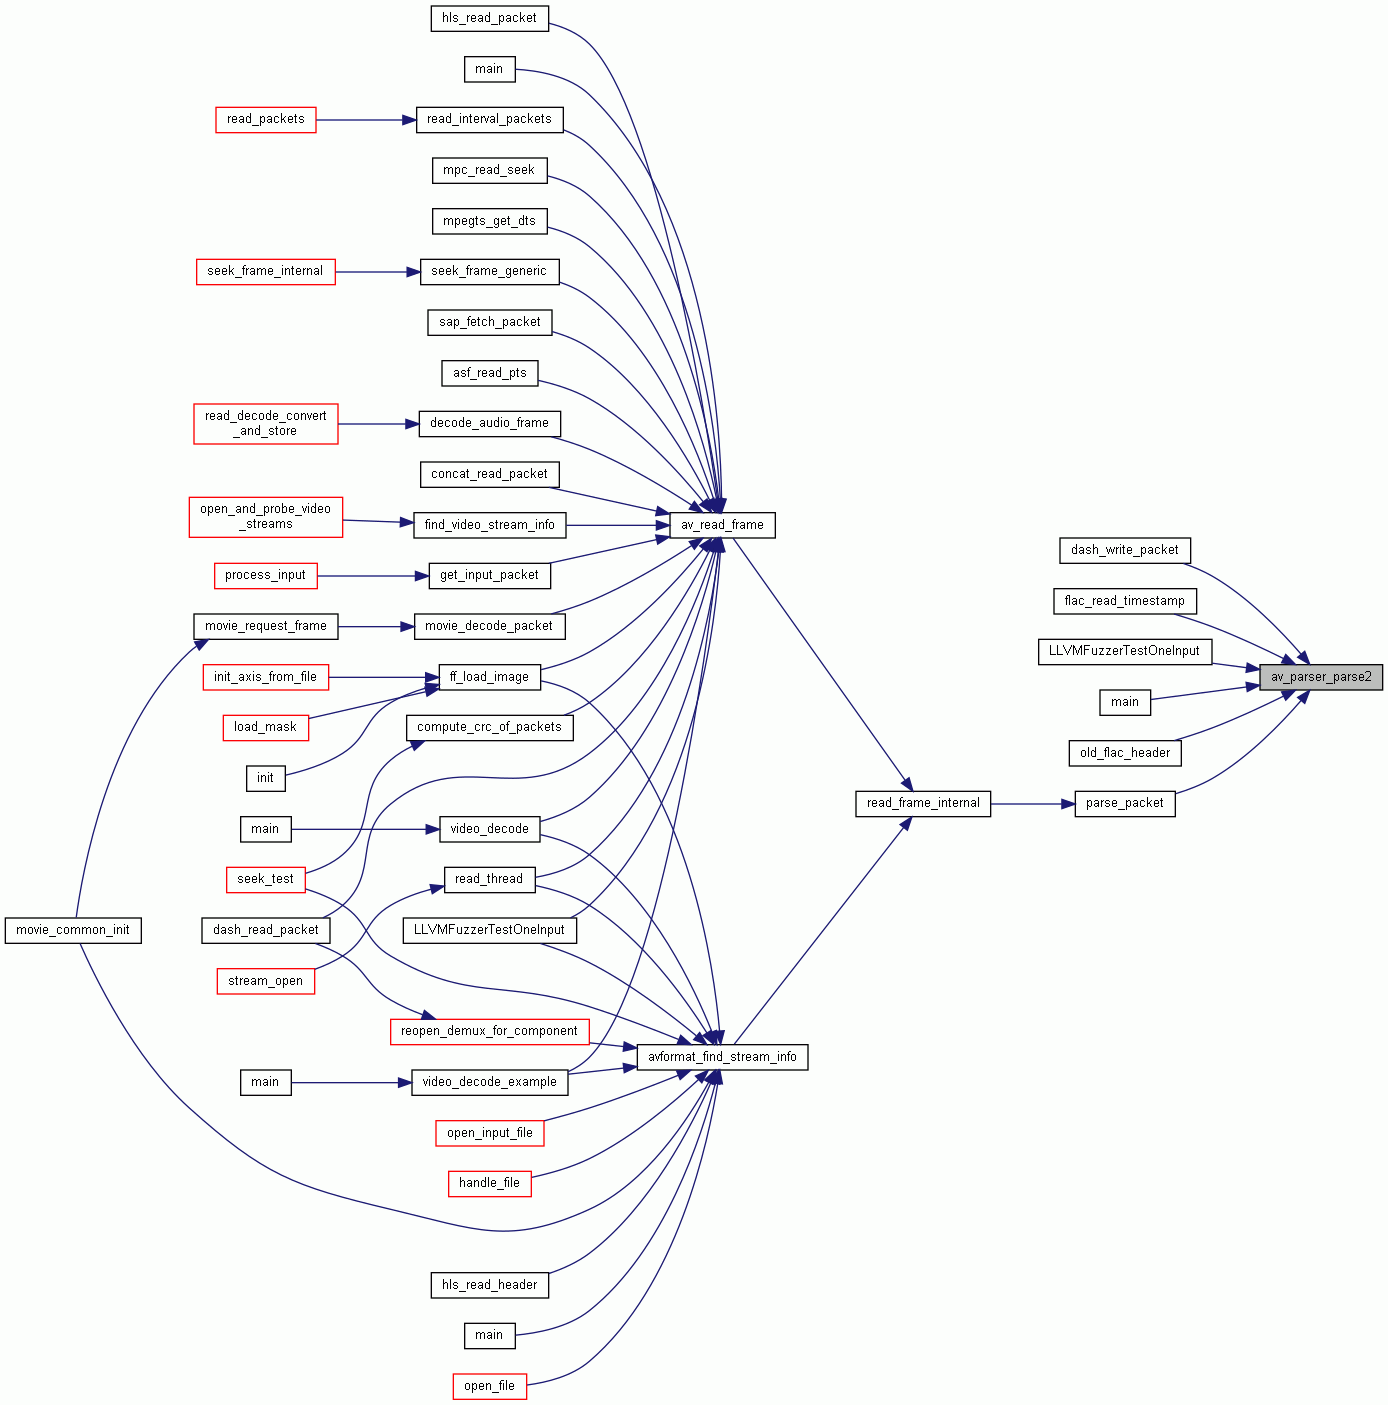 hls_read_packet
main
read_packets
read_interval_packets
mpc_read_seek
mpegts_get_dts
seek_frame_internal
seek_frame_generic
sap_fetch_packet
asf_read_pts
read_decode_convert
_and_store
decode_audio_frame
concat_read_packet
open_and_probe_video
_streams
find_video_stream_info
av_read_frame
dash_write_packet
process_input
get_input_packet
flac_read_timestamp
movie_request_frame
movie_decode_packet
LLVMFuzzerTestOneInput
init_axis_from_file
ff_load_image
av_parser_parse2
main
load_mask
compute_crc_of_packets
old_flac_header
init
read_frame_internal
parse_packet
main
video_decode
seek_test
read_thread
movie_common_init
dash_read_packet
LLVMFuzzerTestOneInput
stream_open
reopen_demux_for_component
avformat_find_stream_info
main
video_decode_example
open_input_file
handle_file
hls_read_header
main
open_file